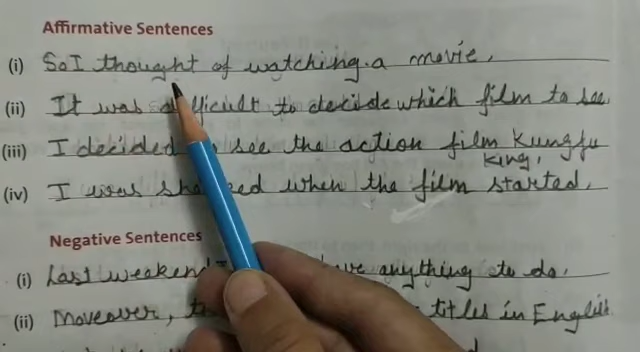 Affirmative Sentences
(i) So I thought of watching a movie.
(ii) It was difficult to decide which film to see
(iii) I decided to see the action film Kungfu
King.
(iv) I was shocked when the film started.
Negative Sentences
(i) Last weekend anything to do.
(ii) Moveover, titles in English